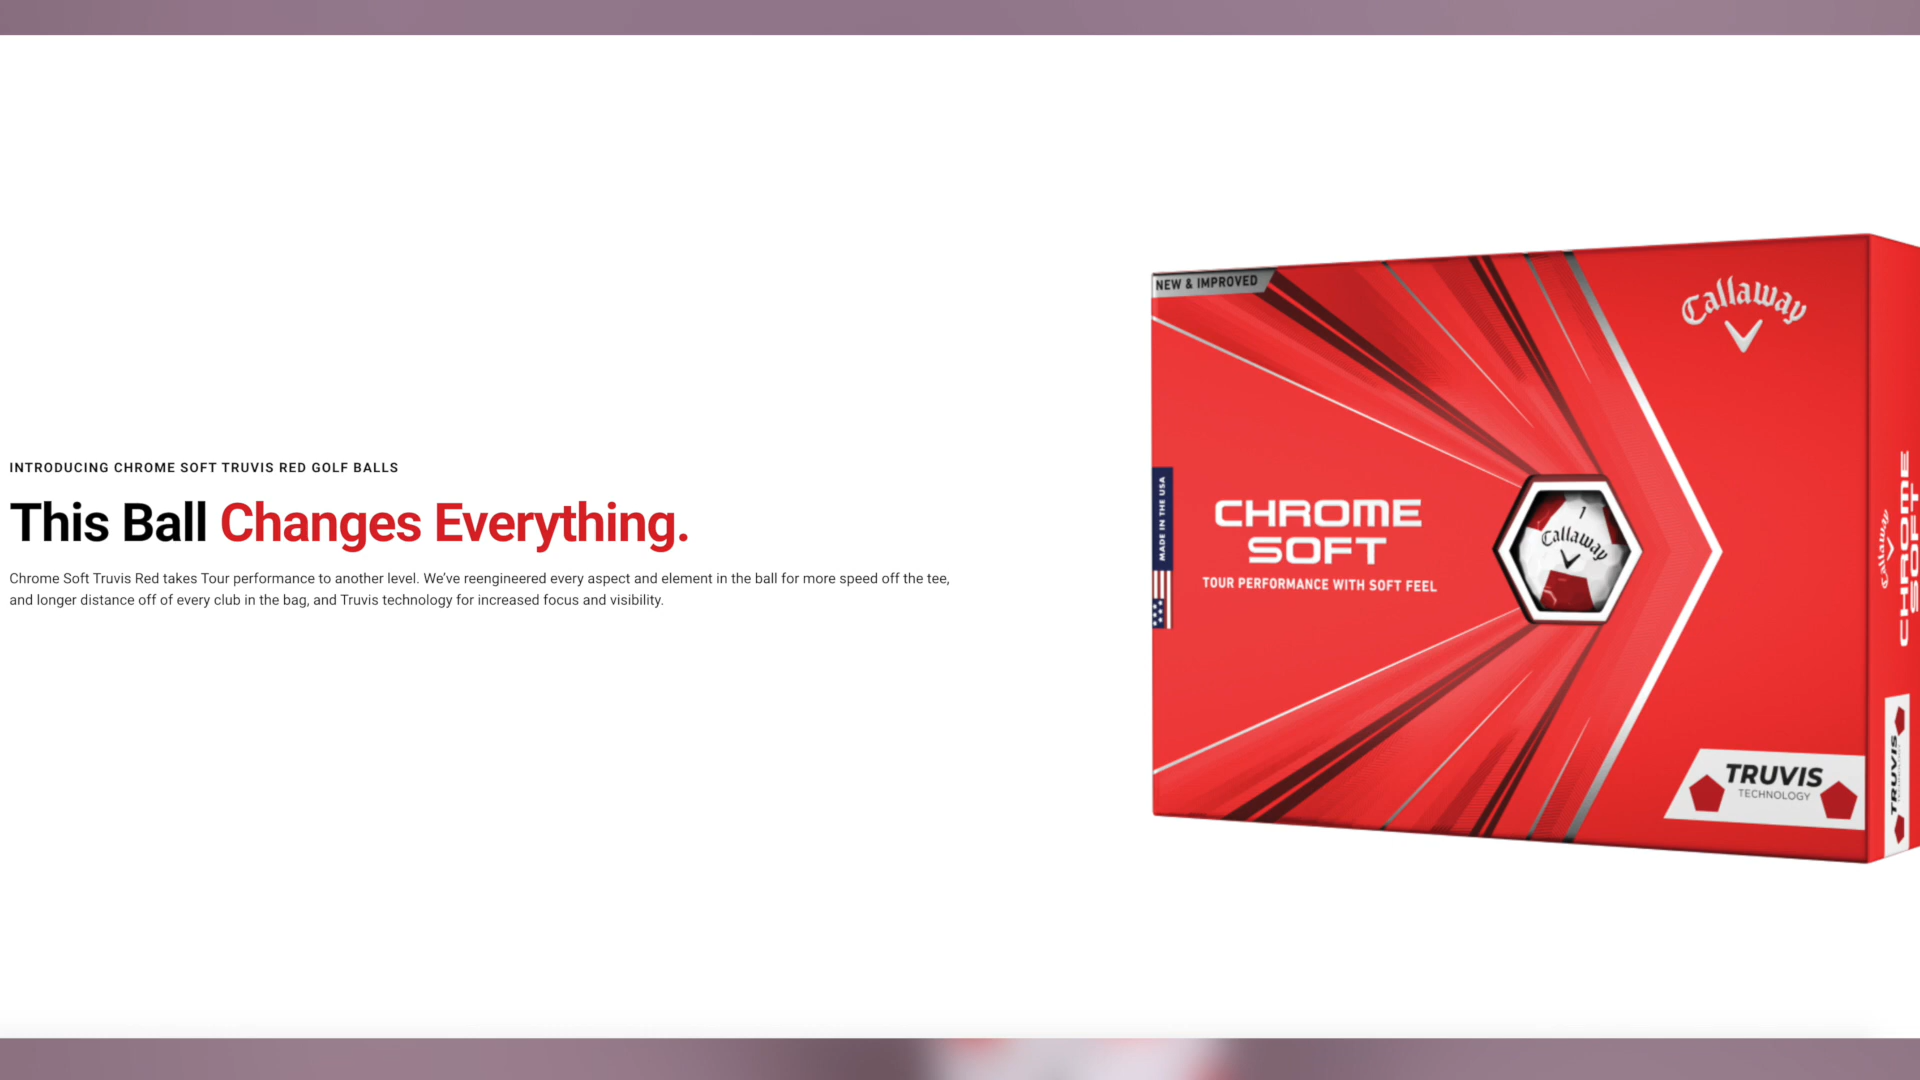 INTRODUCING CHROME SOFT TRUVIS RED GOLF BALLS
This Ball Changes Everything.
Chrome Soft Truvis Red takes Tour performance to another level. We’ve reengineered every aspect and element in the ball for more speed off the tee,
and longer distance off of every club in the bag, and Truvis technology for increased focus and visibility.
NEW & IMPROVED
Callaway
MADE IN THE USA
CHROME
SOFT
TOUR PERFORMANCE WITH SOFT FEEL
1
Callaway
TRUVIS
TECHNOLOGY
Callaway
CHROME
SOFT
TRUVIS